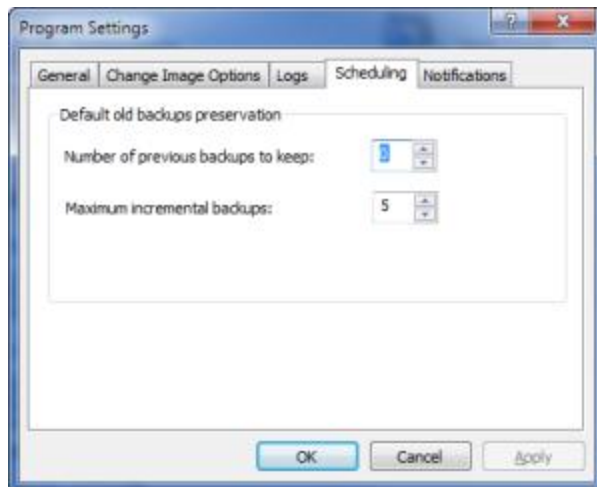 Program Settings
?
General Change Image Options Logs Scheduling Notifications
Default old backups preservation
Number of previous backups to keep: 0
Maximum incremental backups: 5
OK Cancel Apply